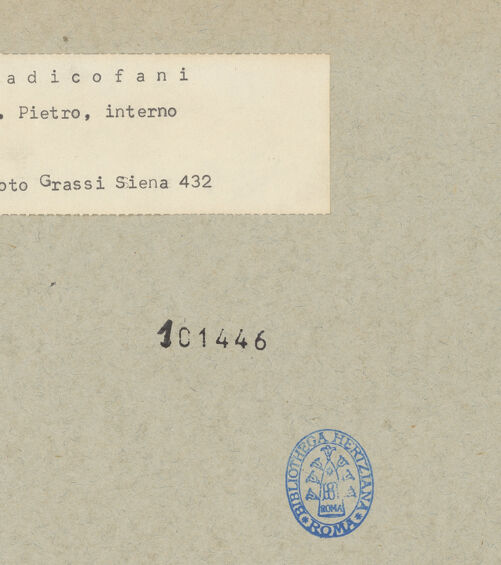 adicofani
. Pietro, interno
oto Grassi Siena 432
101446
BIBLIOTHECA HERTZIANA
ROMA
ROMA